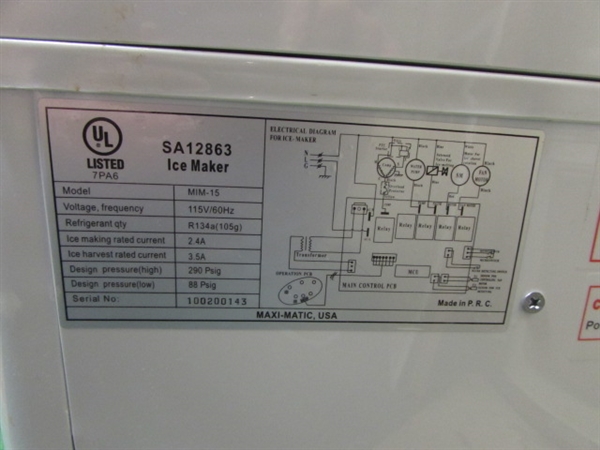 UL
LISTED
7PA6
SA12863
Ice Maker
Model MIM-15
Voltage, frequency 115V/60Hz
Refrigerant qty R134a(105g)
Ice making rated current 2.4A
Ice harvest rated current 3.5A
Design pressure(high) 290 Psig
Design pressure(low) 88 Psig
Serial No: 100200143
ELECTRICAL DIAGRAM
FOR ICE-MAKER
N
L
G
Relay Relay Relay Relay
Transformer
OPERATION PCB
MAIN CONTROL PCB
Made in P. R. C.
MAXI-MATIC, USA
Po